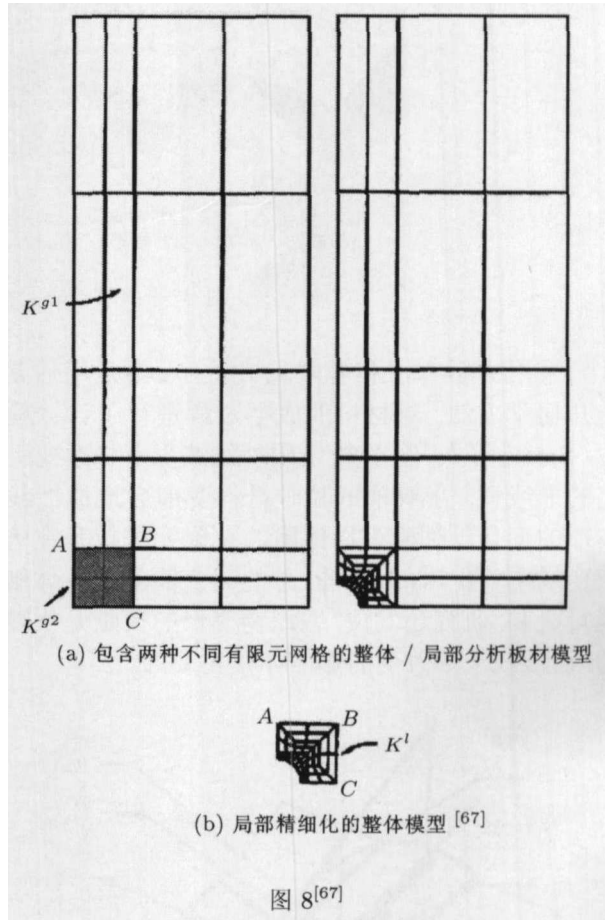 K^{g1}
A
B
K^{g2}
C
(a) 包含两种不同有限元网格的整体 / 局部分析板材模型
A
B
K^l
C
(b) 局部精细化的整体模型 [67]
图 8[67]